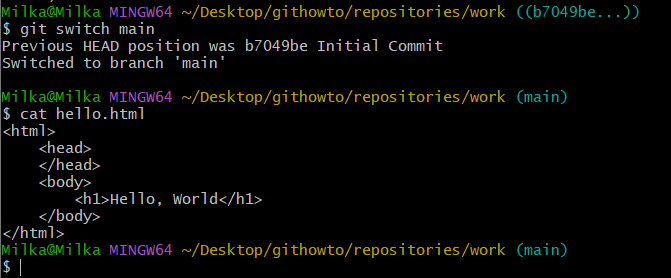 Milka@Milka MINGW64 ~/Desktop/githowto/repositories/work ((b7049be...))
$ git switch main
Previous HEAD position was b7049be Initial Commit
Switched to branch 'main'

Milka@Milka MINGW64 ~/Desktop/githowto/repositories/work (main)
$ cat hello.html
<html>
    <head>
    </head>
    <body>
        <h1>Hello, World</h1>
    </body>
</html>
Milka@Milka MINGW64 ~/Desktop/githowto/repositories/work (main)
$